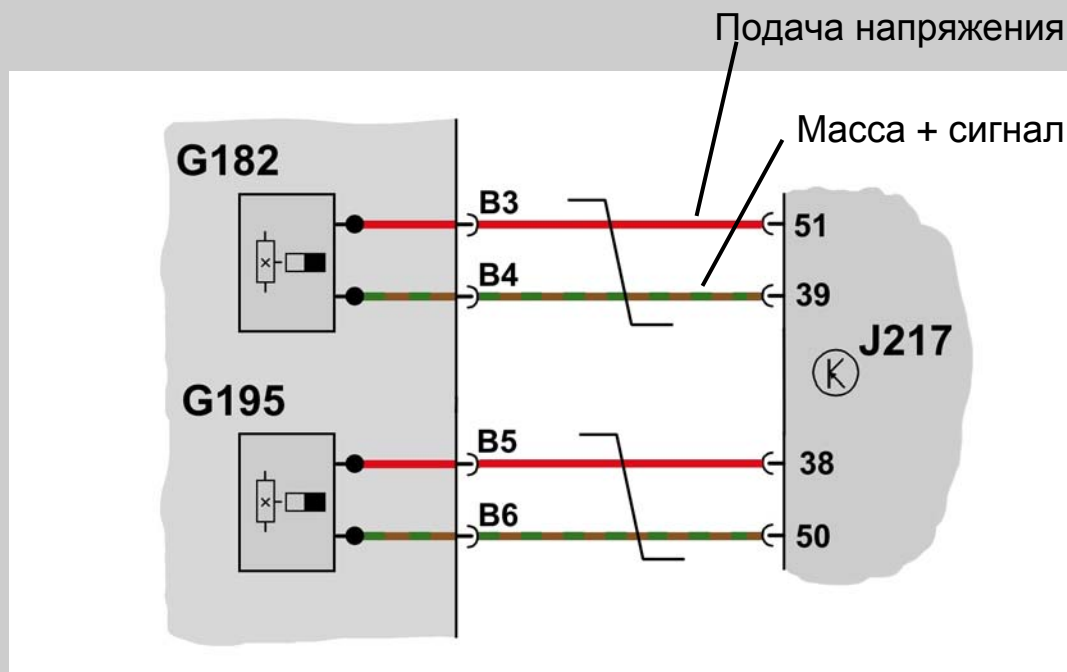 Подача напряжения
Масса + сигнал
G182
B3
51
B4
39
J217
G195
B5
38
B6
50